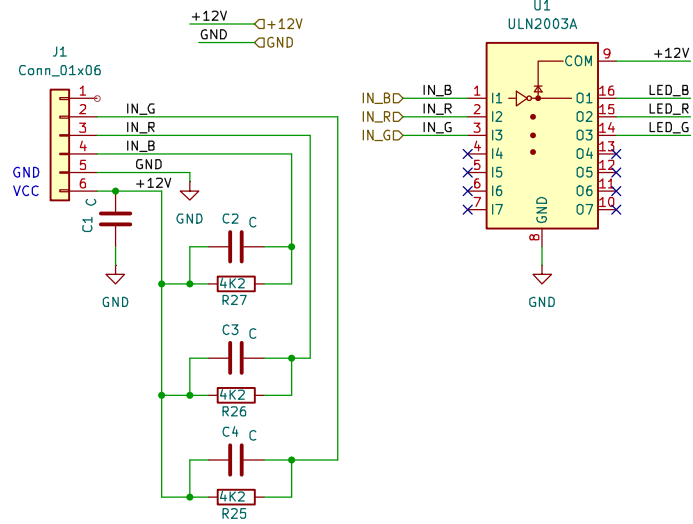 +12V
+12V
GND
GND
J1
Conn_01x06
1
2
IN_G
3
IN_R
4
IN_B
GND
5
GND
VCC
6
+12V
GND
C1
C
GND
C2
C
4K2
R27
C3
C
4K2
R26
C4
C
4K2
R25
U1
ULN2003A
COM
9
+12V
IN_B
IN_B
1
I1
O1
16
LED_B
IN_R
IN_R
2
I2
O2
15
LED_R
IN_G
IN_G
3
I3
O3
14
LED_G
4
I4
O4
13
5
I5
O5
12
6
I6
O6
11
7
I7
O7
10
GND
8
GND